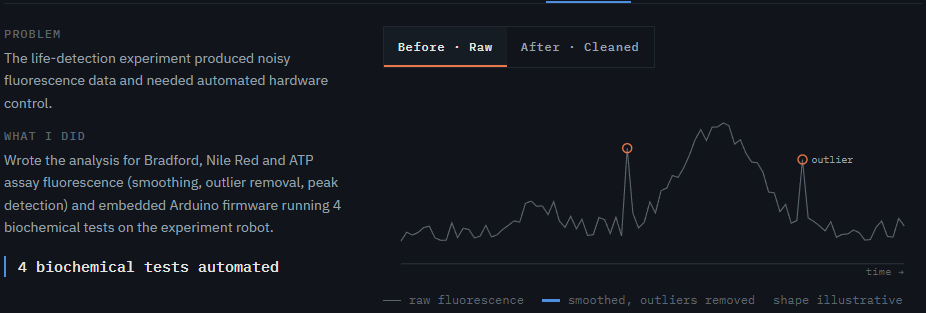 PROBLEM
The life-detection experiment produced noisy
fluorescence data and needed automated hardware
control.
WHAT I DID
Wrote the analysis for Bradford, Nile Red and ATP
assay fluorescence (smoothing, outlier removal, peak
detection) and embedded Arduino firmware running 4
biochemical tests on the experiment robot.
4 biochemical tests automated
Before · Raw
After · Cleaned
outlier
time →
raw fluorescence
smoothed, outliers removed
shape illustrative